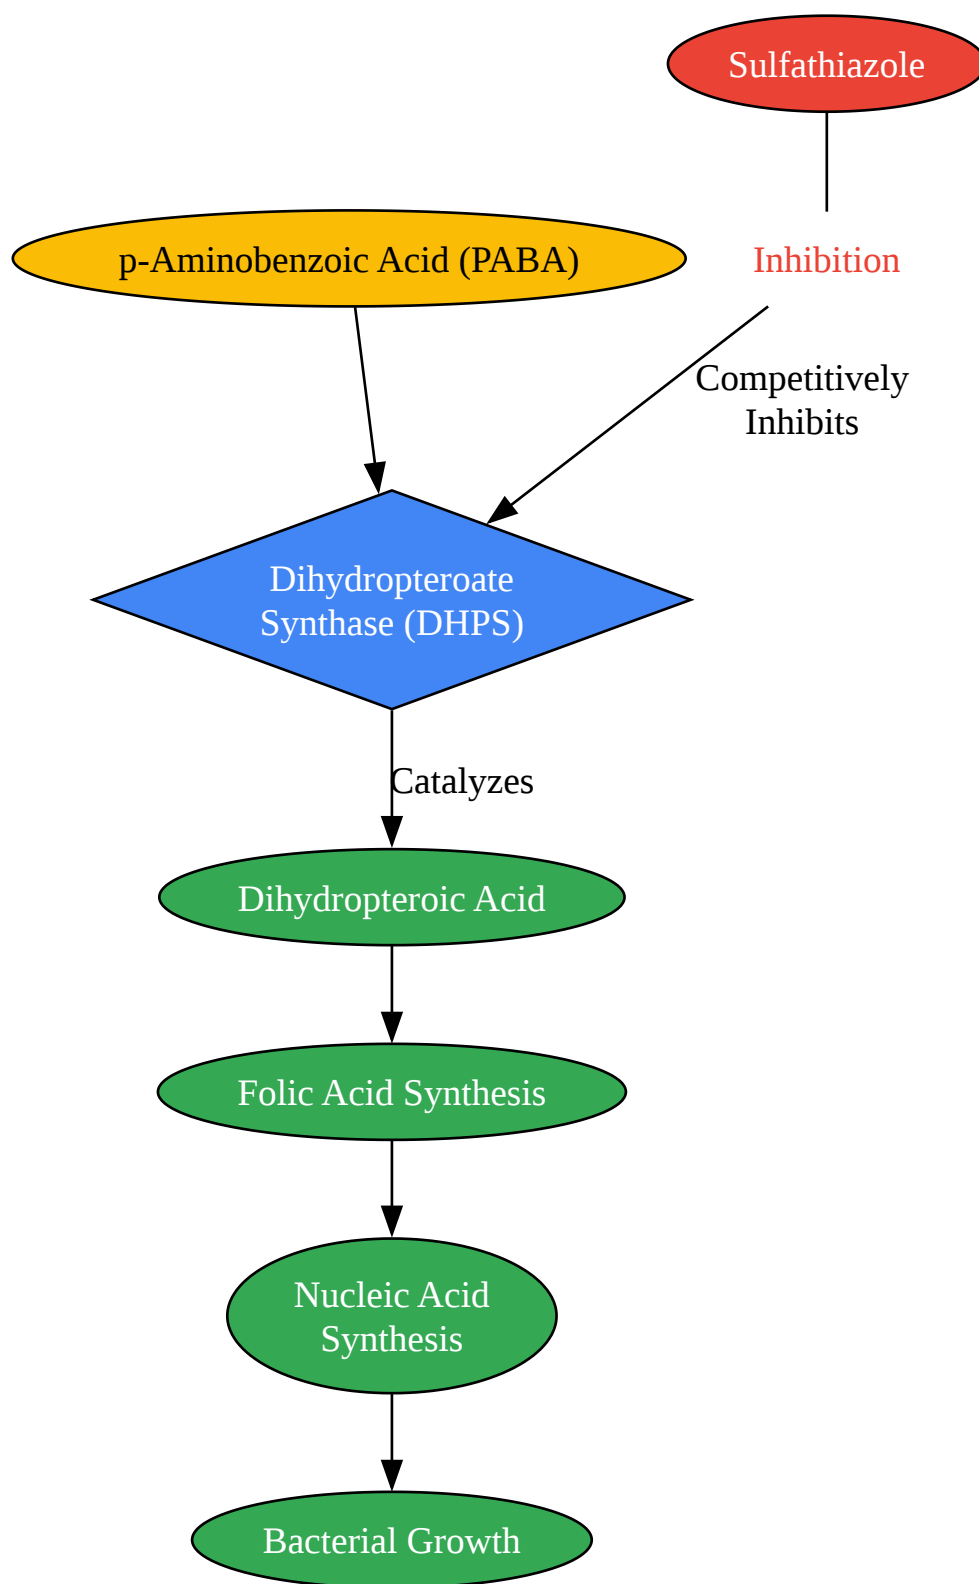 Sulfathiazole
p-Aminobenzoic Acid (PABA)
Inhibition
Competitively
Inhibits
Dihydropteroate
Synthase (DHPS)
Catalyzes
Dihydropteroic Acid
Folic Acid Synthesis
Nucleic Acid
Synthesis
Bacterial Growth